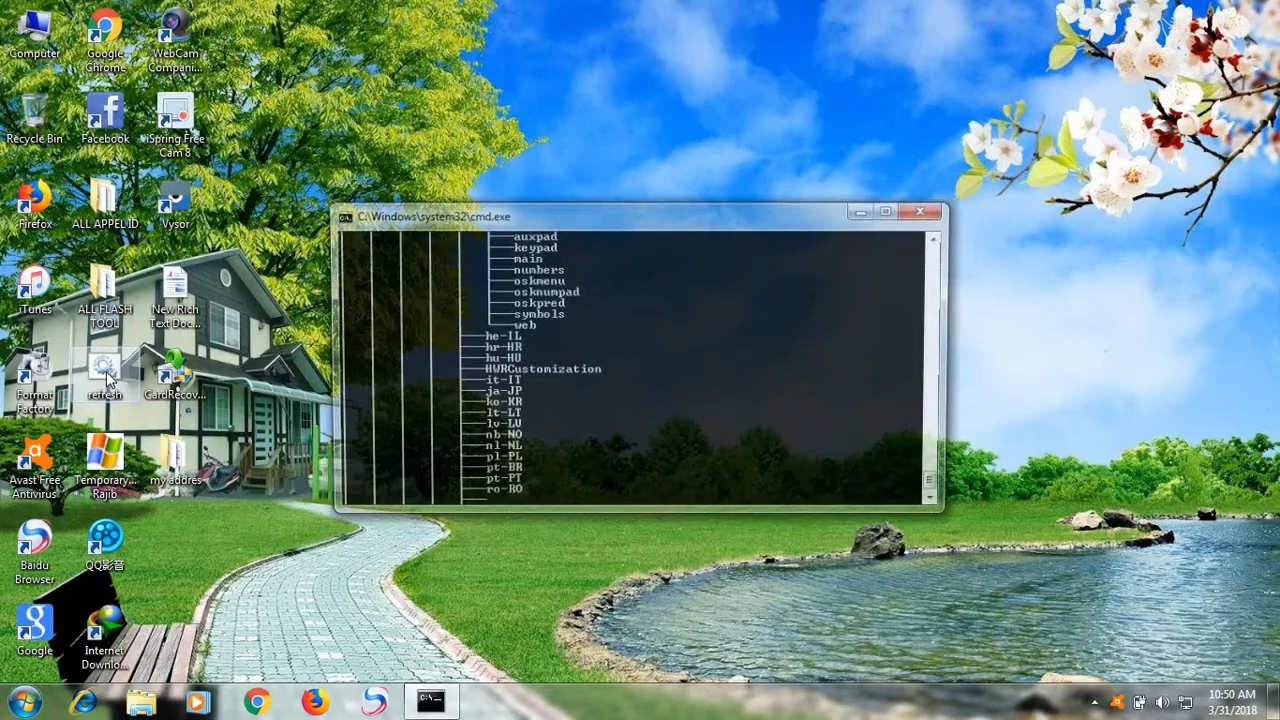 Computer
Google
Chrome
WebCam
Compani...
Recycle Bin
Facebook
iSpring Free
Cam 8
Firefox
ALL APPEL ID
Vysor
iTunes
ALL FLASH
TOOL
New Rich
Text Doc...
Format
Factory
refresh
CardRecov...
Avast Free
Antivirus
Temporary...
Rajib
my addres
Baidu
Browser
QQ影音
Google
Internet
Downlo...
C:\Windows\system32\cmd.exe
auxpad
keypad
main
numbers
oskmenu
osknumpad
oskpred
symbols
web
he-IL
hr-HR
hu-HU
HWRCustomization
it-IT
ja-JP
ko-KR
lt-LT
lv-LV
nb-NO
nl-NL
pl-PL
pt-BR
pt-PT
ro-RO
10:50 AM
3/31/2018